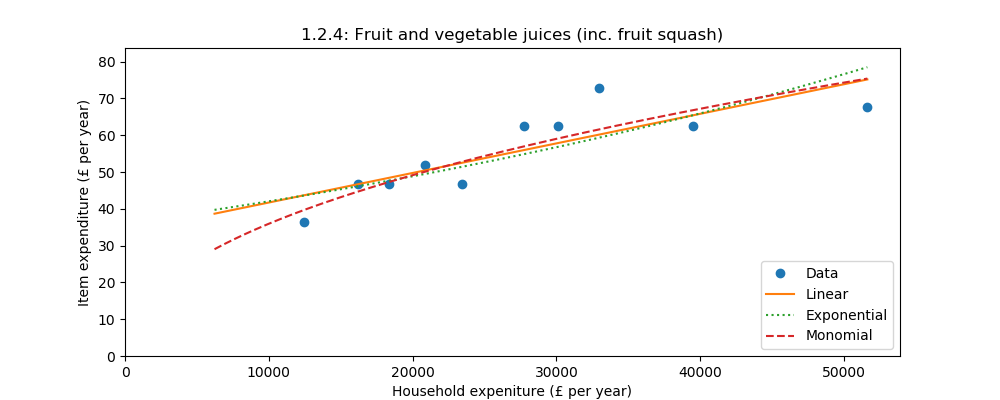 1.2.4: Fruit and vegetable juices (inc. fruit squash)
Item expenditure (£ per year)
80
70
60
50
40
30
20
10
0
0 10000 20000 30000 40000 50000
Household expeniture (£ per year)
Data
Linear
Exponential
Monomial